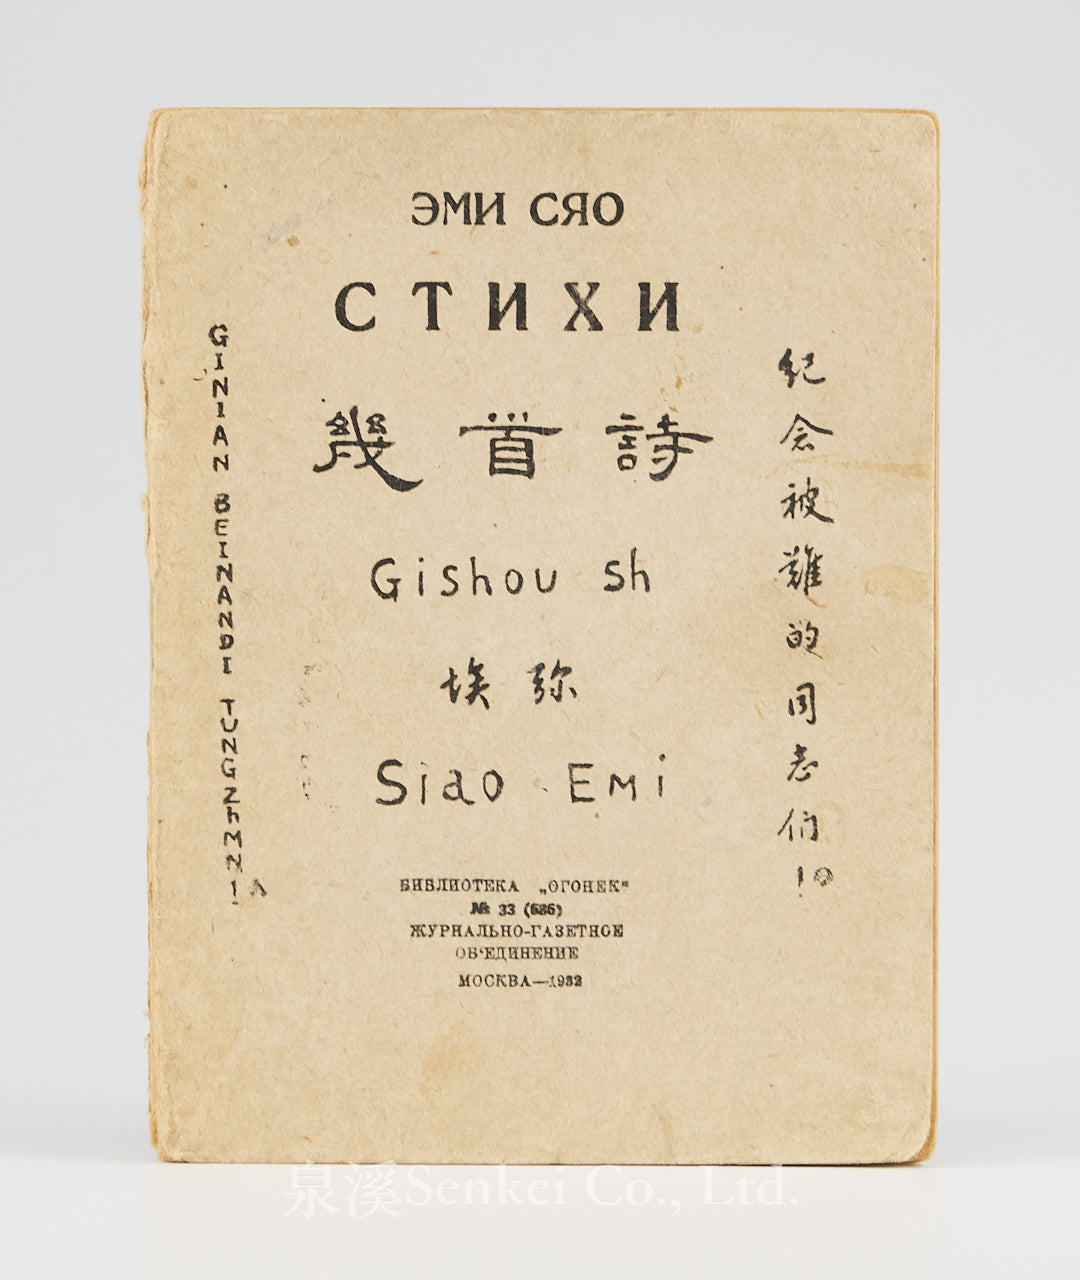 ЭМИ СЯО
СТИХИ
幾首詩
Gishou sh
埃弥
Siao Emi
GINIAN BEINANDI TUNGZhMN!
紀念被難的同志们!
БИБЛИОТЕКА „ОГОНЕК“
№ 33 (686)
ЖУРНАЛЬНО-ГАЗЕТНОЕ
ОБ‘ЕДИНЕНИЕ
МОСКВА—1932
泉溪Senkei Co., Ltd.